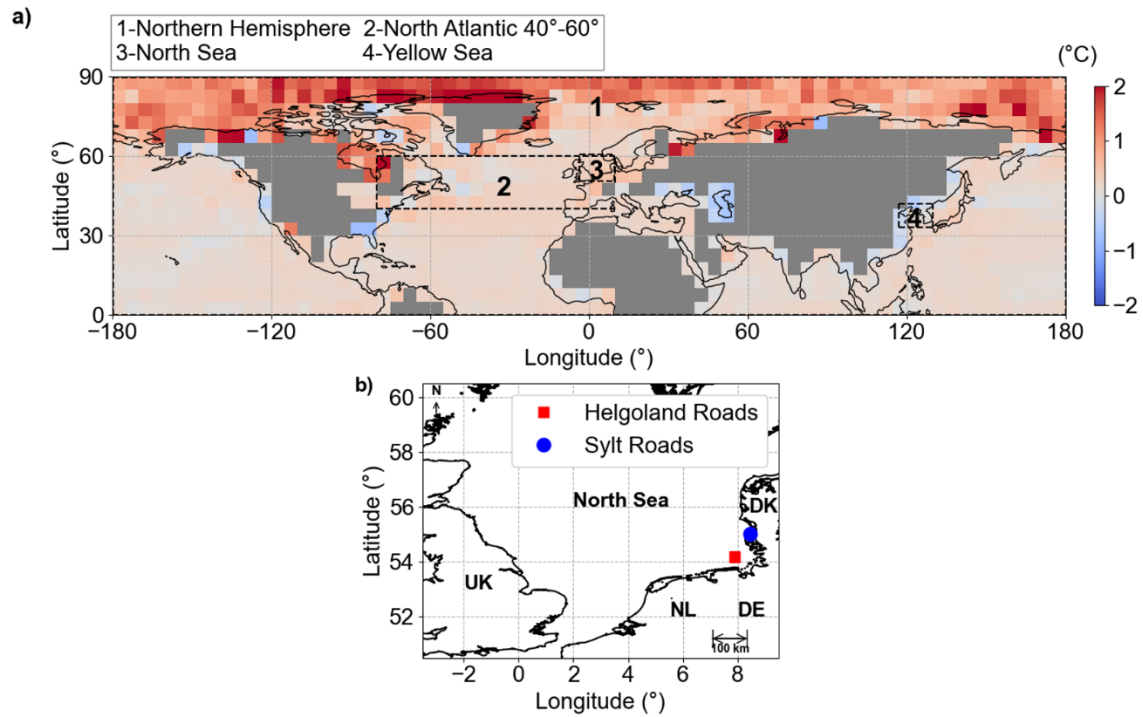 a)
1-Northern Hemisphere 2-North Atlantic 40°-60°
3-North Sea 4-Yellow Sea
(°C)
90
60
30
0
Latitude (°)
1
2
3
4
2
1
0
−1
−2
−180 −120 −60 0 60 120 180
Longitude (°)
b)
N
Helgoland Roads
Sylt Roads
60
58
56
54
52
Latitude (°)
North Sea
DK
UK
NL DE
100 km
−2 0 2 4 6 8
Longitude (°)